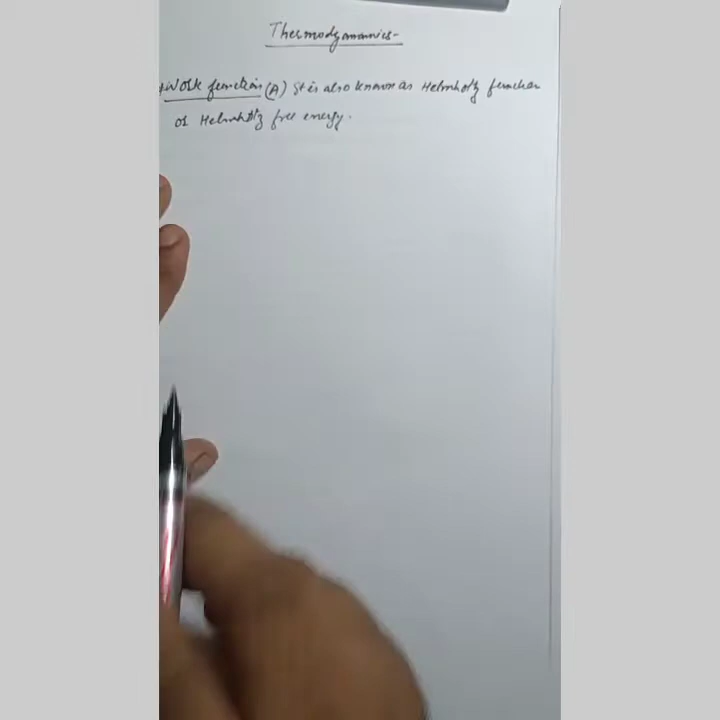 Thermodynamics-
Work function (A) It is also known as Helmholtz function
or Helmholtz free energy.